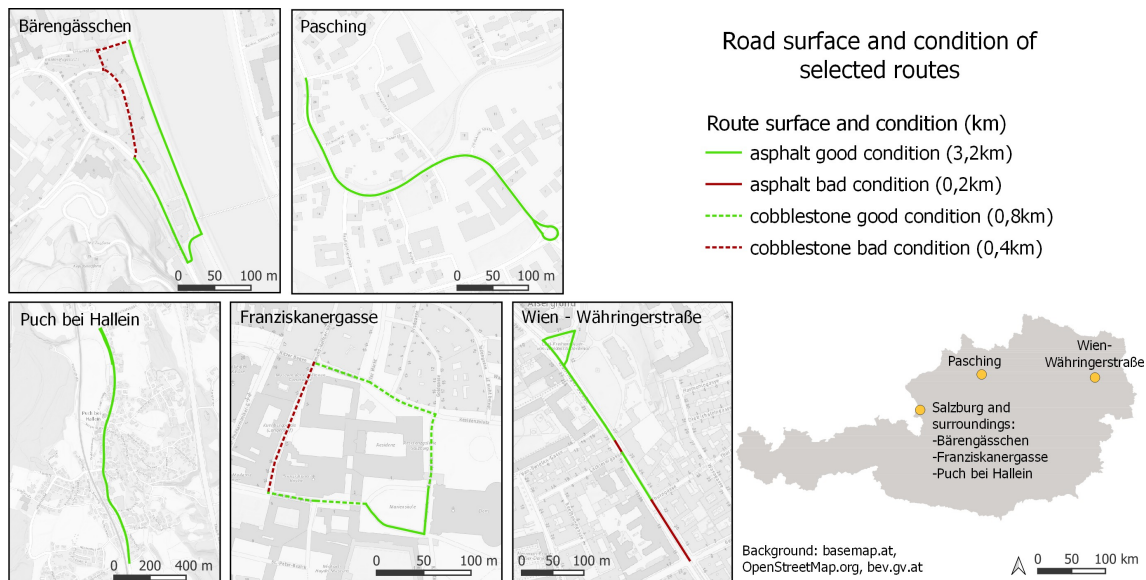 Bärengässchen
0 50 100 m
Pasching
0 50 100 m
Road surface and condition of
selected routes
Route surface and condition (km)
asphalt good condition (3,2km)
asphalt bad condition (0,2km)
cobblestone good condition (0,8km)
cobblestone bad condition (0,4km)
Puch bei Hallein
Puch bei
Hallein
0 200 400 m
Franziskanergasse
0 50 100 m
Wien - Währingerstraße
Alsergrund
0 50 100 m
Pasching
Wien-
Währingerstraße
Salzburg and
surroundings:
-Bärengässchen
-Franziskanergasse
-Puch bei Hallein
Background: basemap.at,
OpenStreetMap.org, bev.gv.at
0 50 100 km